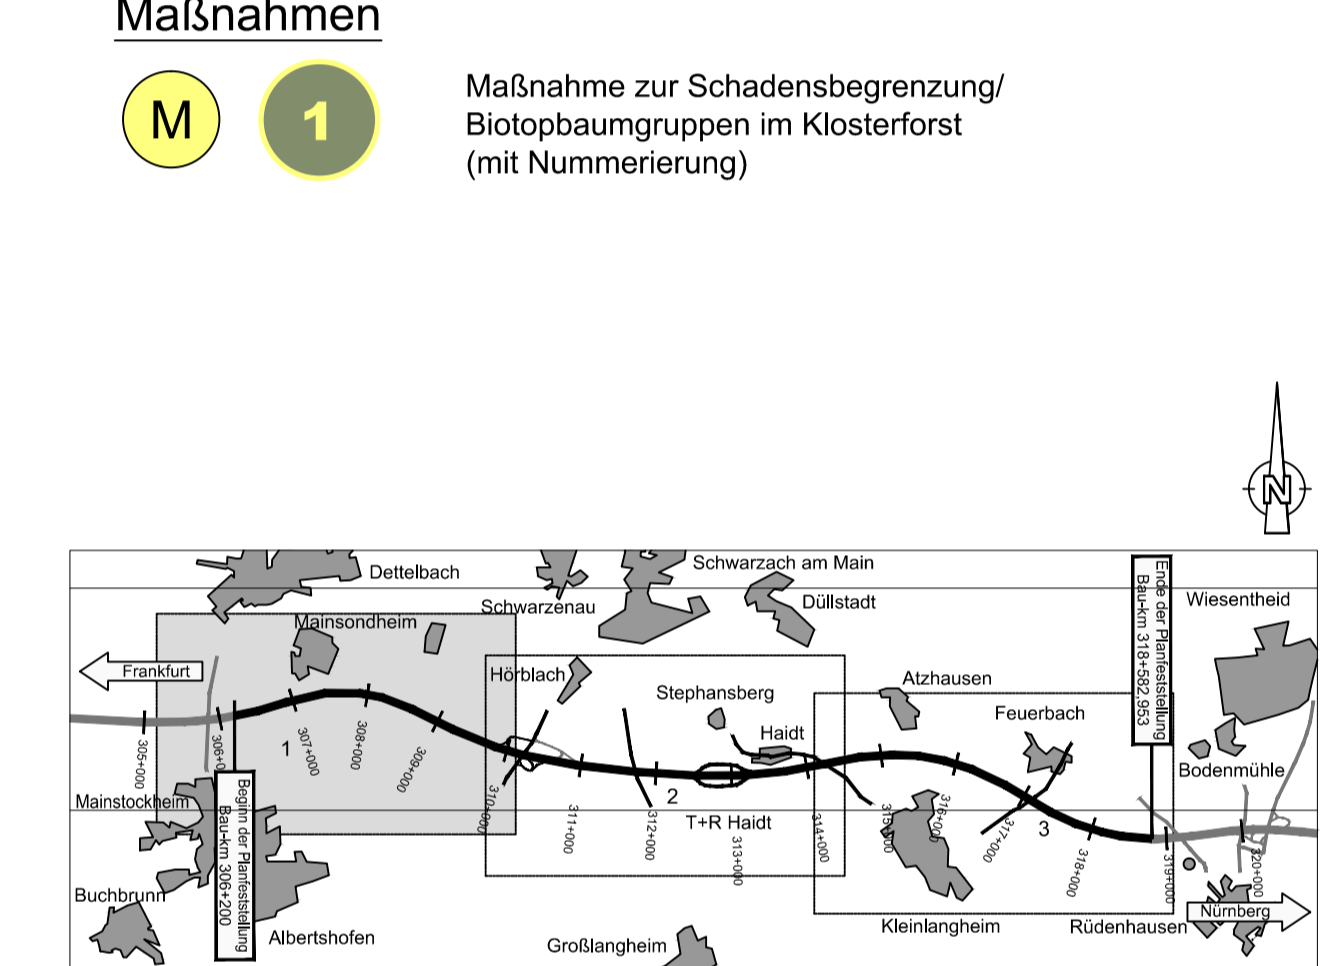 Maßnahmen
M
1
Maßnahme zur Schadensbegrenzung/
Biotopbaumgruppen im Klosterforst
(mit Nummerierung)
N
Dettelbach
Schwarzach am Main
Schwarzenau
Düllstadt
Wiesentheid
Mainsondheim
Ende der Planfeststellung
Bau-km 318+582,953
Frankfurt
Hörblach
Stephansberg
Atzhausen
Feuerbach
Haidt
Bodenmühle
305+000
306+0
1
307+000
308+000
309+000
310+000
311+000
2
312+000
T+R Haidt
313+000
314+000
316+000
317+000
3
318+000
319+000
320+000
Mainstockheim
Beginn der Planfeststellung
Bau-km 306+200
Buchbrunn
Albertshofen
Großlangheim
Kleinlangheim
Rüdenhausen
Nürnberg